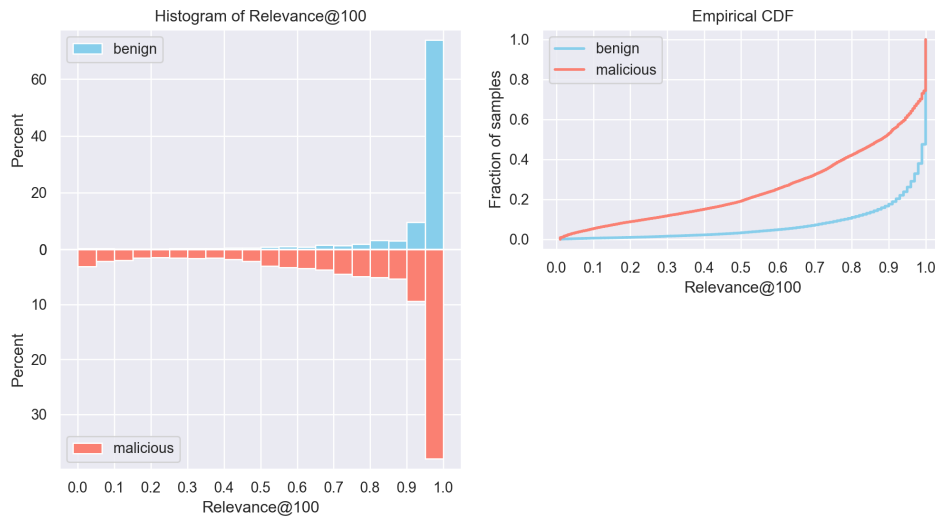 Histogram of Relevance@100
benign
Percent
60
40
20
0
10
20
30
Percent
malicious
0.0 0.1 0.2 0.3 0.4 0.5 0.6 0.7 0.8 0.9 1.0
Relevance@100
Empirical CDF
benign
malicious
Fraction of samples
1.0
0.8
0.6
0.4
0.2
0.0
0.0 0.1 0.2 0.3 0.4 0.5 0.6 0.7 0.8 0.9 1.0
Relevance@100